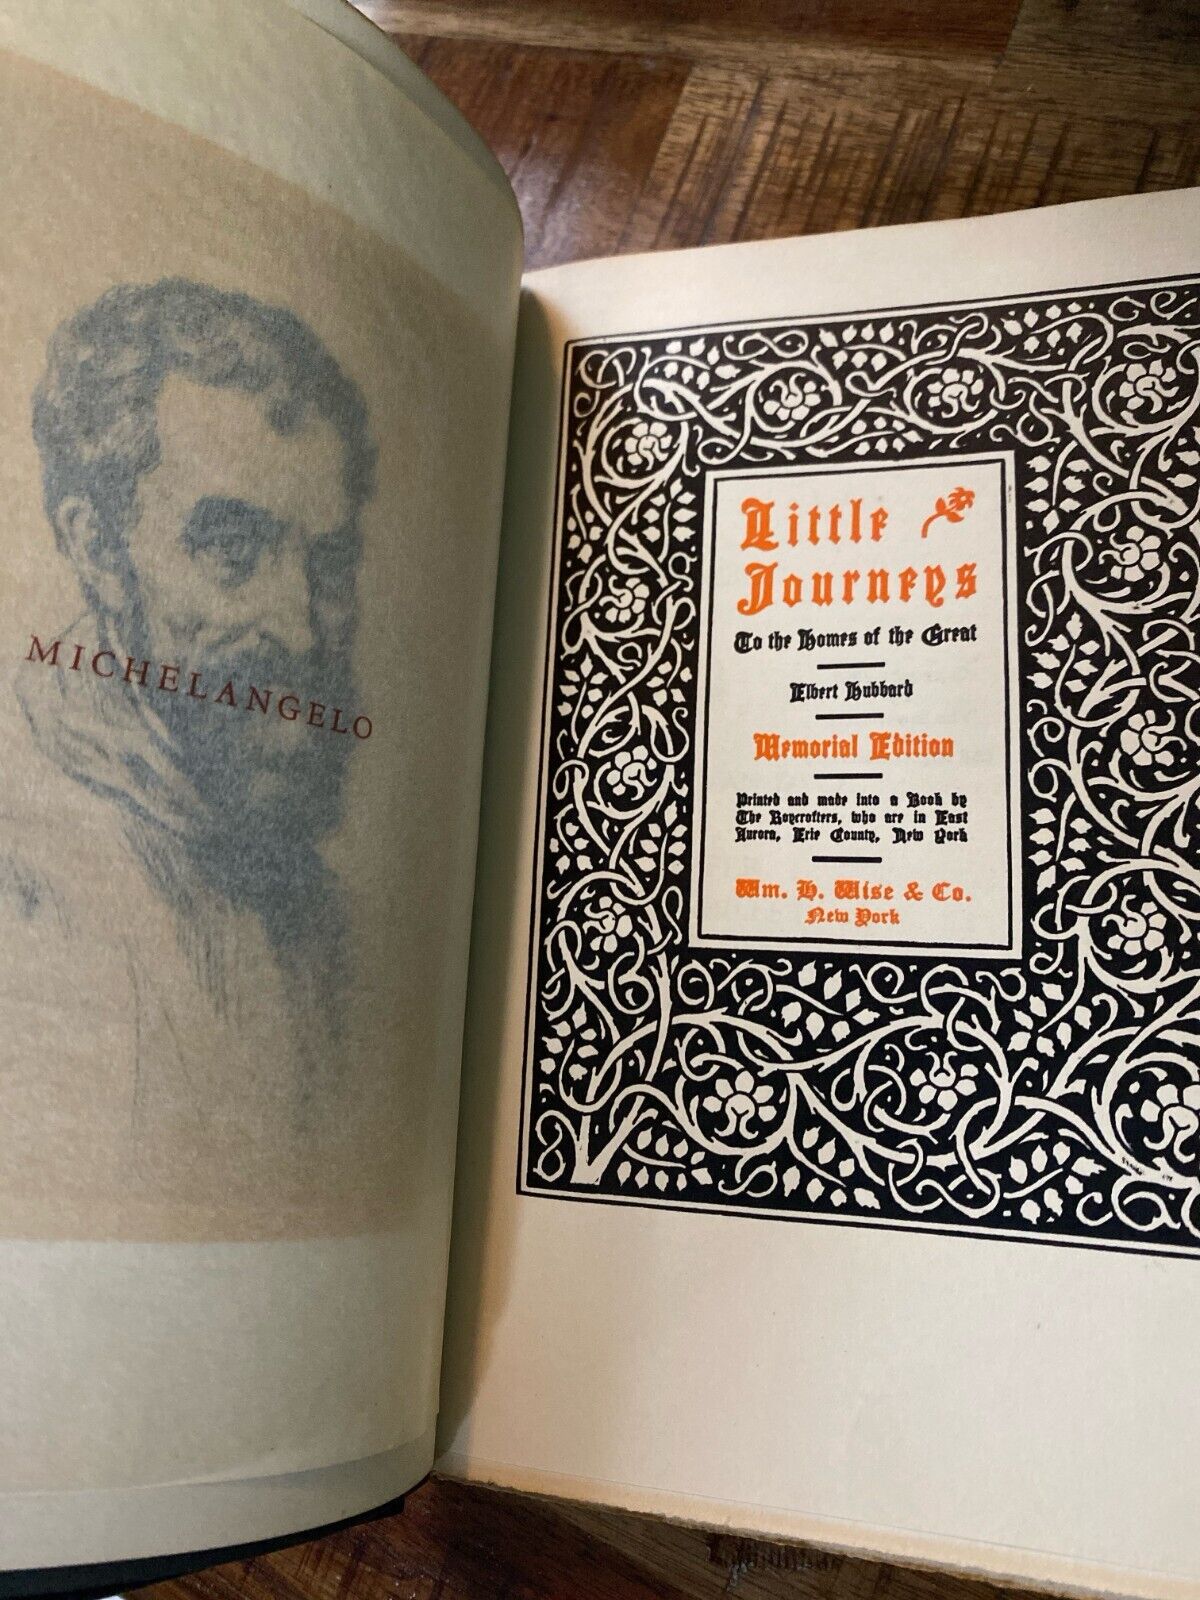 MICHELANGELO
Little
Journeys
To the Homes of the Great
Elbert Hubbard
Memorial Edition
Printed and made into a Book by
The Roycrofters, who are in East
Aurora, Erie County, New York
Wm. H. Wise & Co.
New York